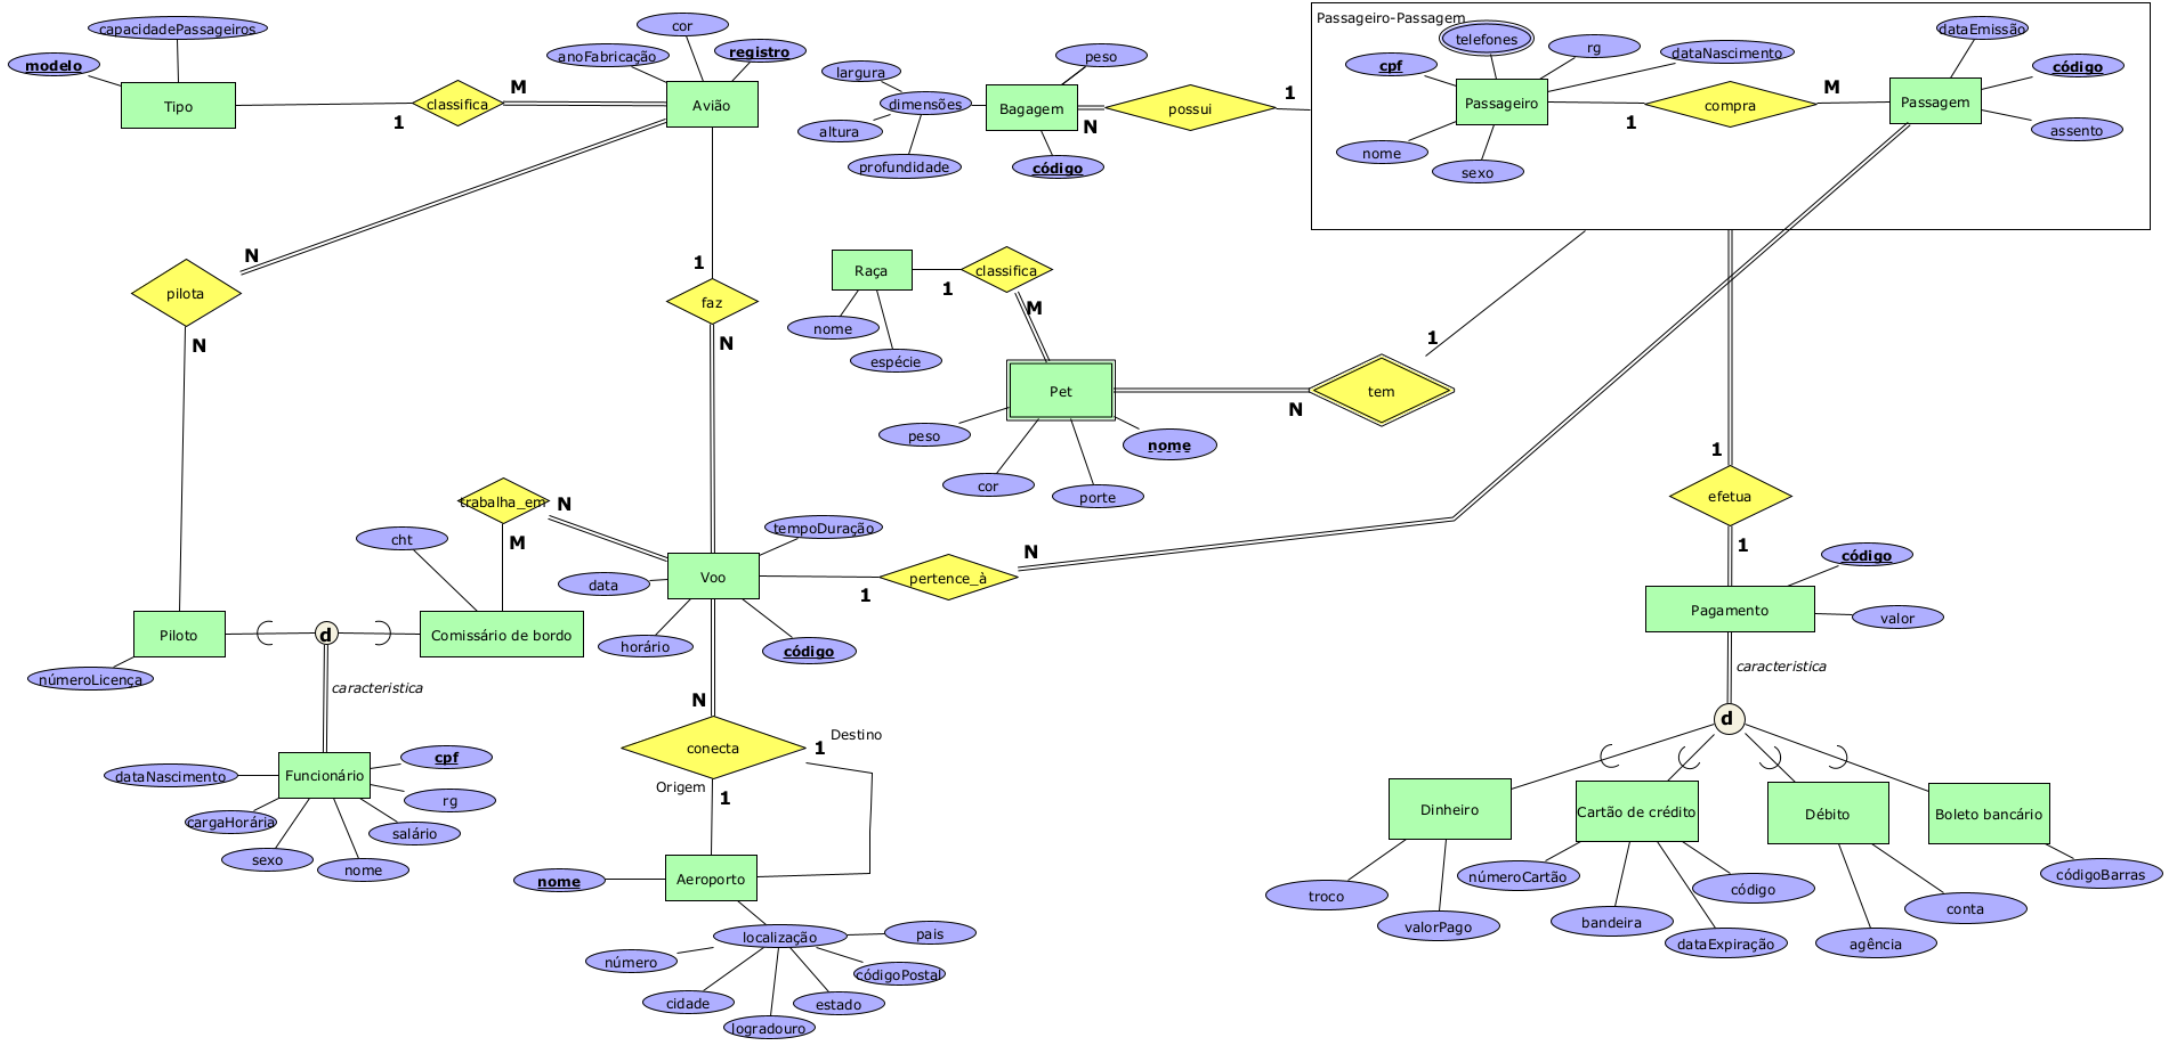 capacidadePassageiros
modelo
Tipo
classifica
1
M
cor
anoFabricação
registro
Avião
largura
dimensões
altura
profundidade
peso
Bagagem
código
N
possui
1
Passageiro-Passagem
telefones
cpf
rg
dataNascimento
Passageiro
nome
sexo
1
compra
M
dataEmissão
código
Passagem
assento
N
pilota
N
1
faz
N
Raça
1
classifica
M
nome
espécie
Pet
peso
cor
porte
nome
N
tem
1
1
efetua
1
trabalha_em
N
M
cht
tempoDuração
Voo
data
horário
código
1
pertence_à
N
código
Pagamento
valor
caracteristica
d
Piloto
númeroLicença
d
Comissário de bordo
caracteristica
N
conecta
1
Destino
Origem
1
Funcionário
dataNascimento
cpf
rg
cargaHorária
salário
sexo
nome
Aeroporto
nome
localização
pais
número
códigoPostal
cidade
estado
logradouro
Dinheiro
Cartão de crédito
Débito
Boleto bancário
troco
valorPago
númeroCartão
bandeira
código
dataExpiração
agência
conta
códigoBarras